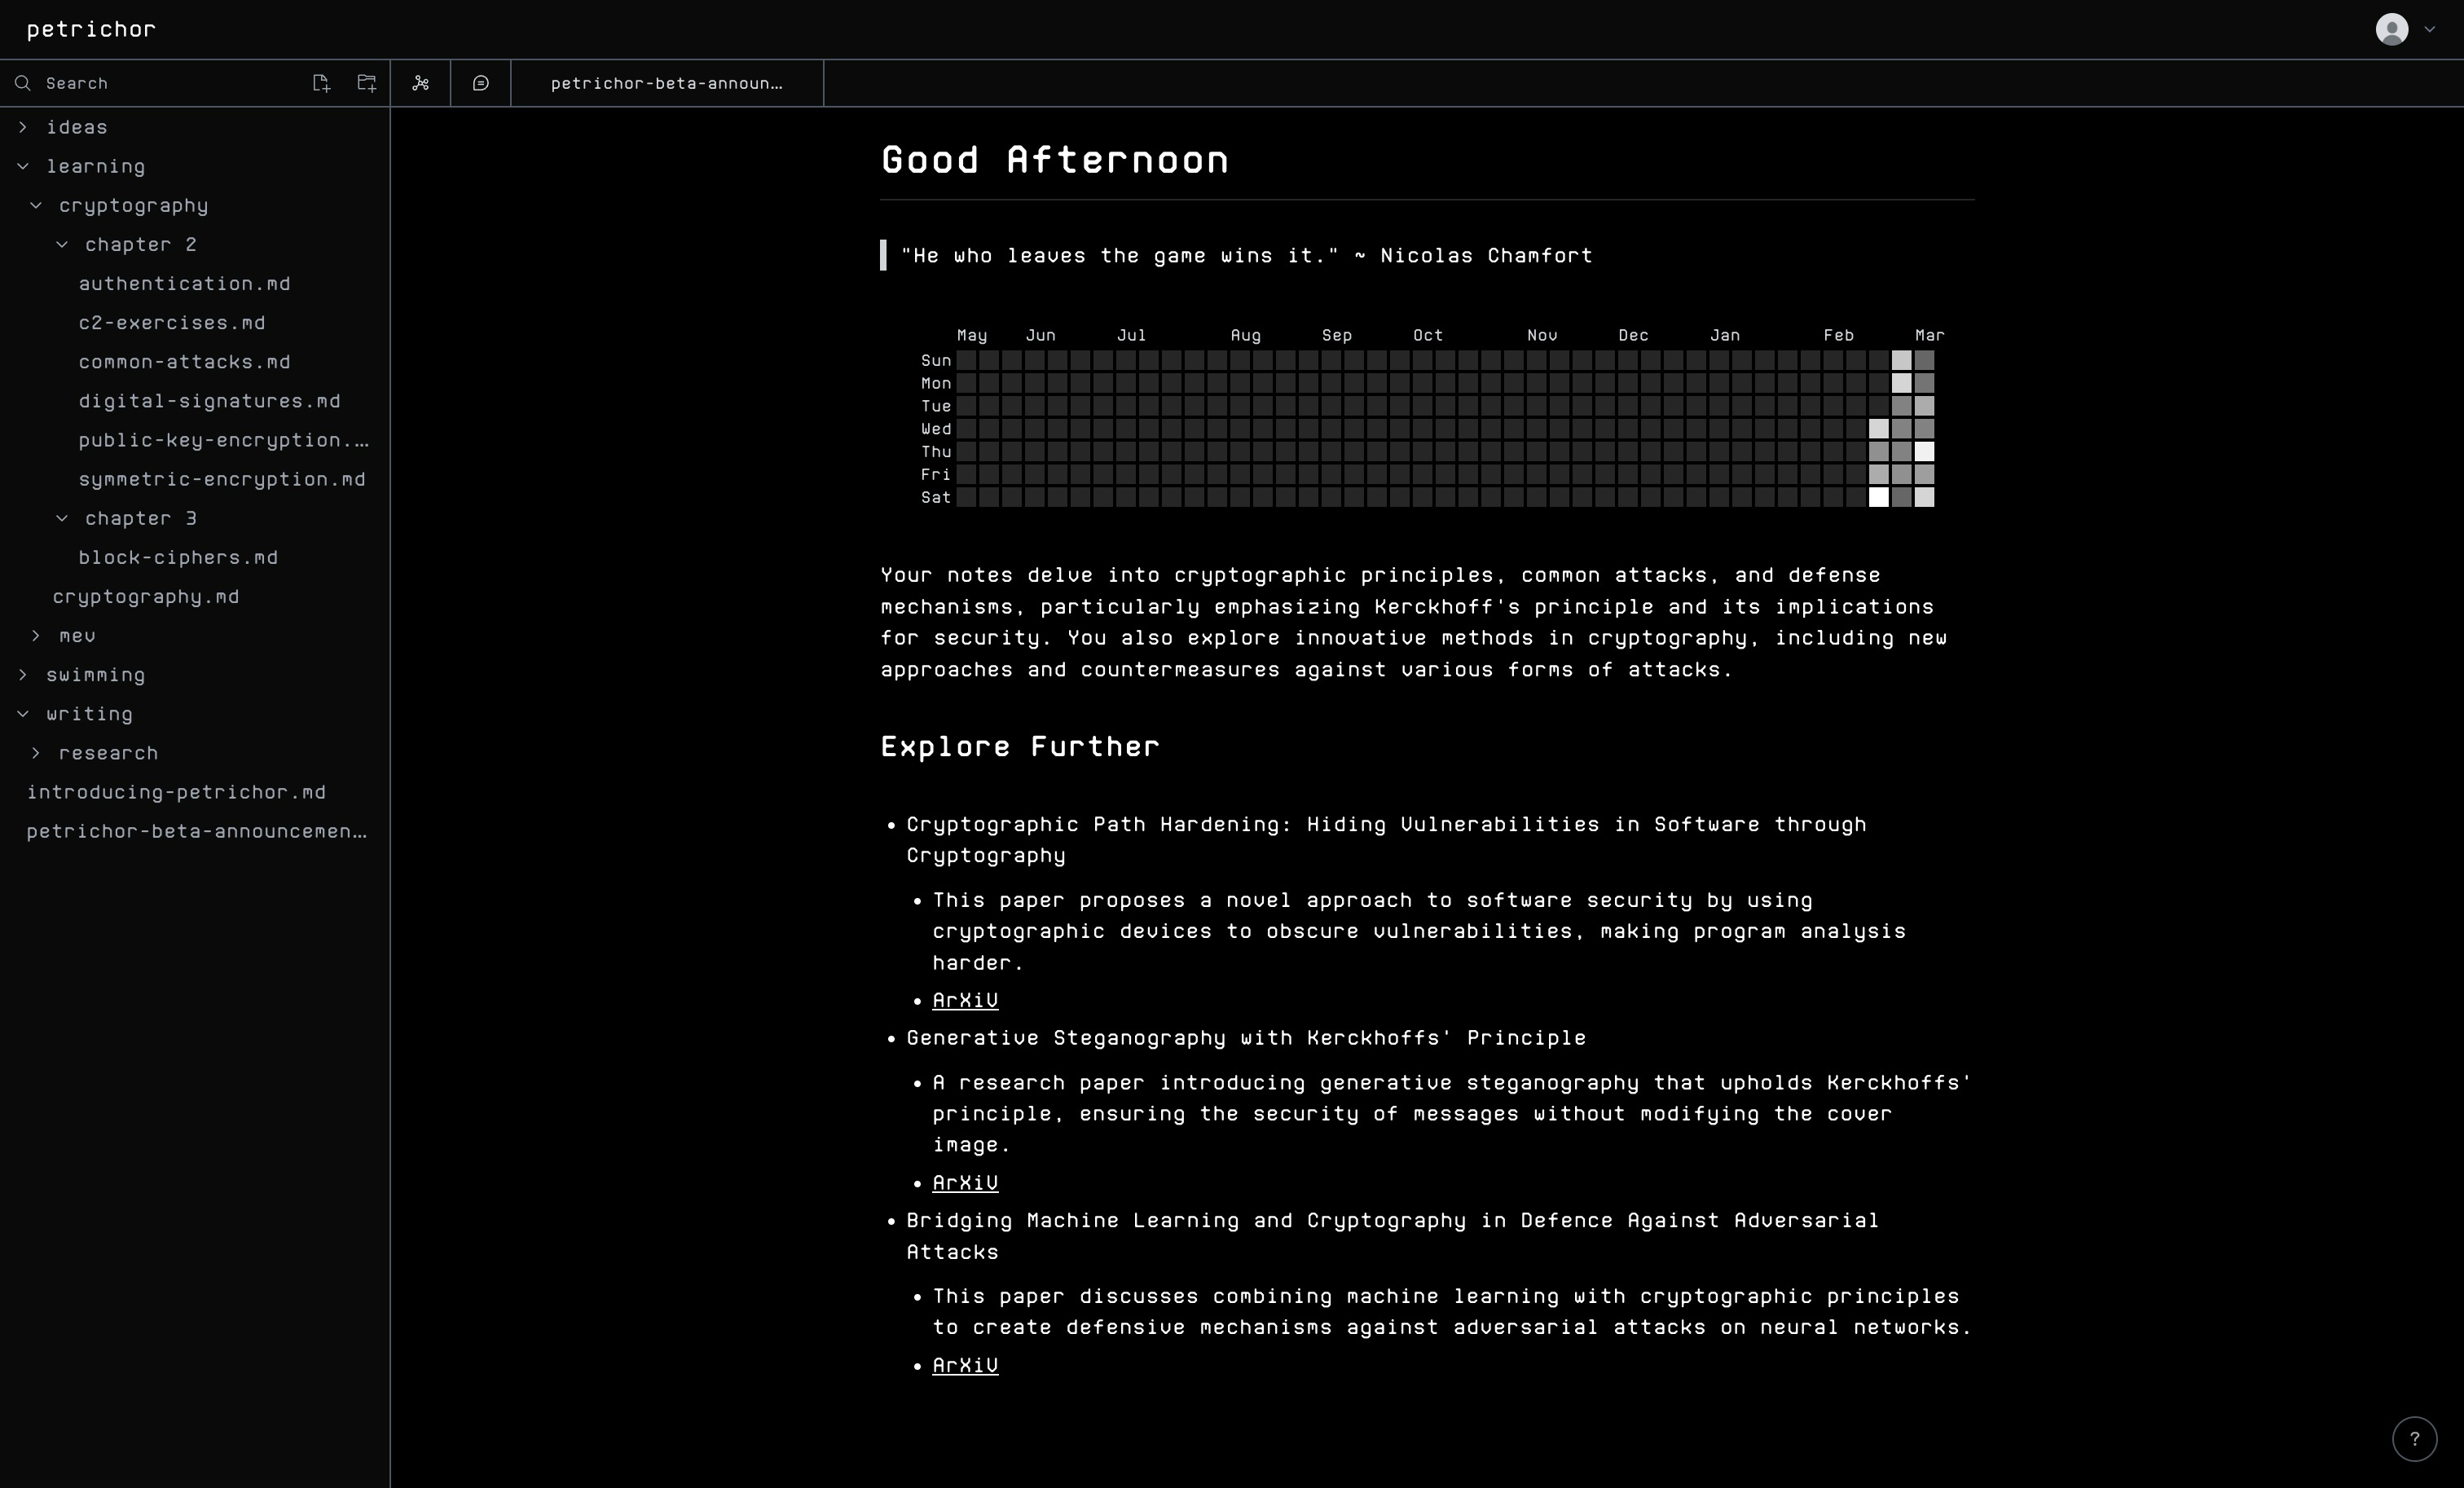 petrichor
Search
petrichor-beta-announ…
ideas
learning
cryptography
chapter 2
authentication.md
c2-exercises.md
common-attacks.md
digital-signatures.md
public-key-encryption.…
symmetric-encryption.md
chapter 3
block-ciphers.md
cryptography.md
mev
swimming
writing
research
introducing-petrichor.md
petrichor-beta-announcemen…
Good Afternoon
"He who leaves the game wins it." ~ Nicolas Chamfort
May Jun Jul Aug Sep Oct Nov Dec Jan Feb Mar
Sun
Mon
Tue
Wed
Thu
Fri
Sat
Your notes delve into cryptographic principles, common attacks, and defense
mechanisms, particularly emphasizing Kerckhoff's principle and its implications
for security. You also explore innovative methods in cryptography, including new
approaches and countermeasures against various forms of attacks.
Explore Further
• Cryptographic Path Hardening: Hiding Vulnerabilities in Software through
Cryptography
• This paper proposes a novel approach to software security by using
cryptographic devices to obscure vulnerabilities, making program analysis
harder.
• ArXiV
• Generative Steganography with Kerckhoffs' Principle
• A research paper introducing generative steganography that upholds Kerckhoffs'
principle, ensuring the security of messages without modifying the cover
image.
• ArXiV
• Bridging Machine Learning and Cryptography in Defence Against Adversarial
Attacks
• This paper discusses combining machine learning with cryptographic principles
to create defensive mechanisms against adversarial attacks on neural networks.
• ArXiV
?